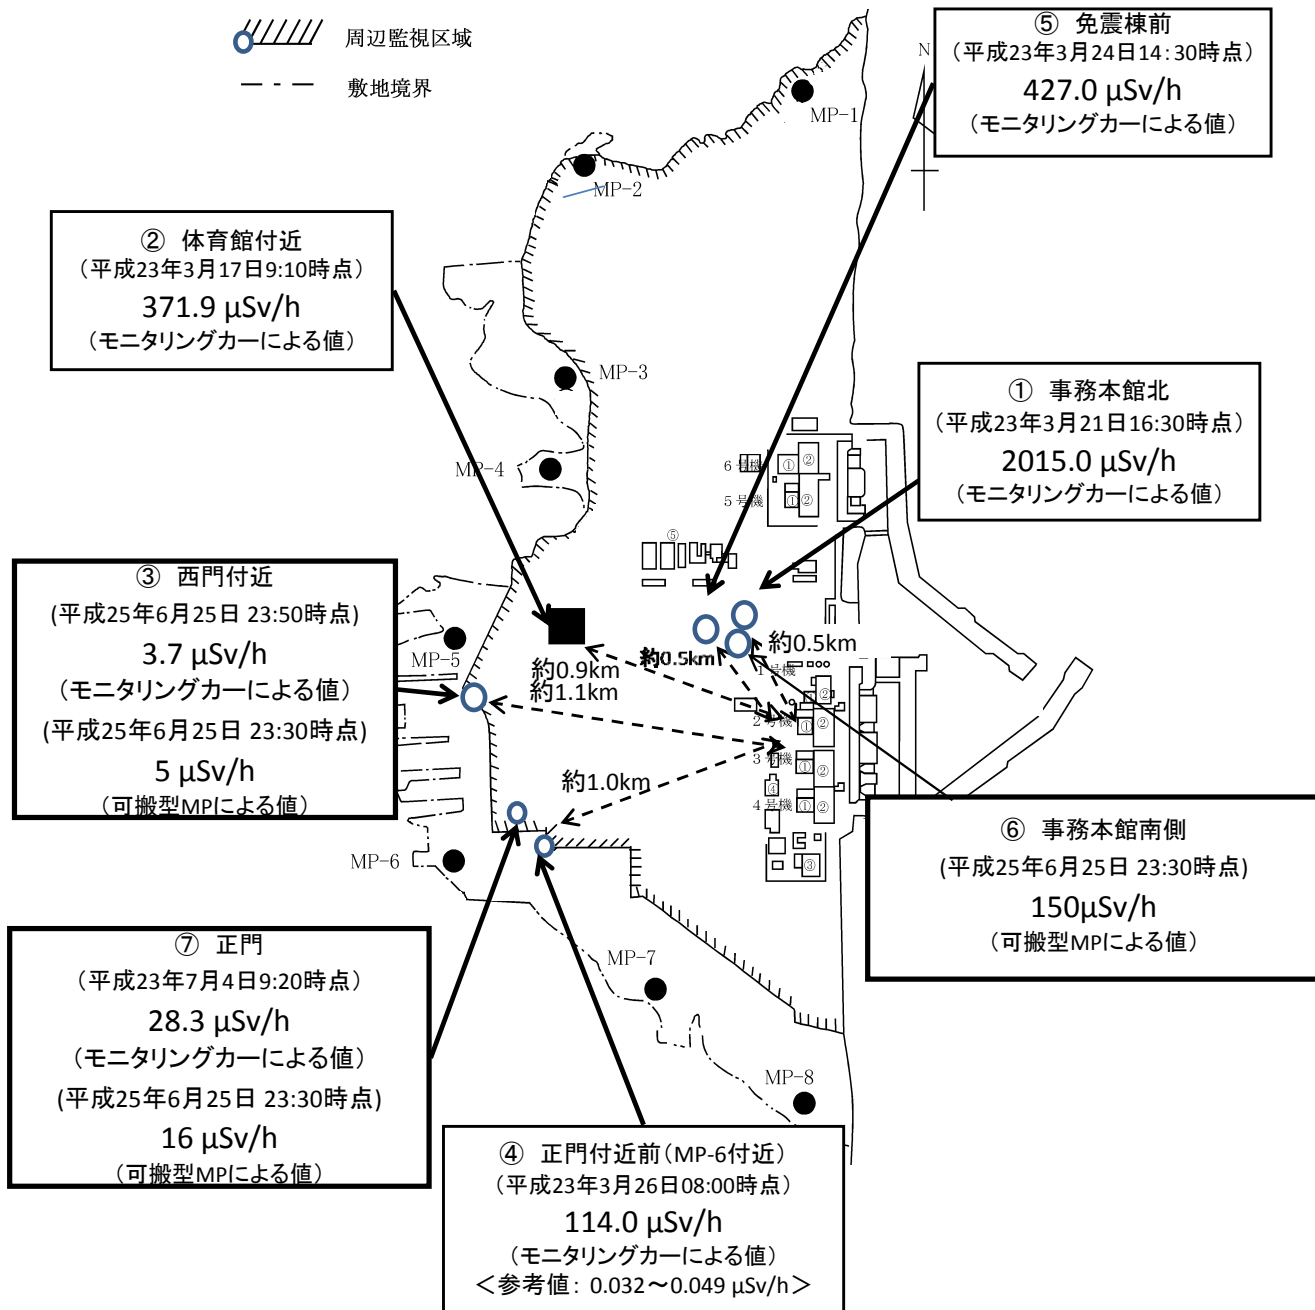 周辺監視区域
敷地境界
N
⑤ 免震棟前
(平成23年3月24日14:30時点)
427.0 μSv/h
(モニタリングカーによる値)
MP-1
MP-2
② 体育館付近
(平成23年3月17日9:10時点)
371.9 μSv/h
(モニタリングカーによる値)
MP-3
MP-4
① 事務本館北
(平成23年3月21日16:30時点)
2015.0 μSv/h
(モニタリングカーによる値)
6号機
① ②
5号機
① ②
⑤
③ 西門付近
(平成25年6月25日 23:50時点)
3.7 μSv/h
(モニタリングカーによる値)
(平成25年6月25日 23:30時点)
5 μSv/h
(可搬型MPによる値)
MP-5
約0.9km
約1.1km
約0.5km
約0.5km
1号機
②
2号機
① ②
3号機
① ②
④
4号機
① ②
③
約1.0km
MP-6
⑥ 事務本館南側
(平成25年6月25日 23:30時点)
150μSv/h
(可搬型MPによる値)
⑦ 正門
(平成23年7月4日9:20時点)
28.3 μSv/h
(モニタリングカーによる値)
(平成25年6月25日 23:30時点)
16 μSv/h
(可搬型MPによる値)
MP-7
MP-8
④ 正門付近前(MP-6付近)
(平成23年3月26日08:00時点)
114.0 μSv/h
(モニタリングカーによる値)
<参考値: 0.032~0.049 μSv/h>